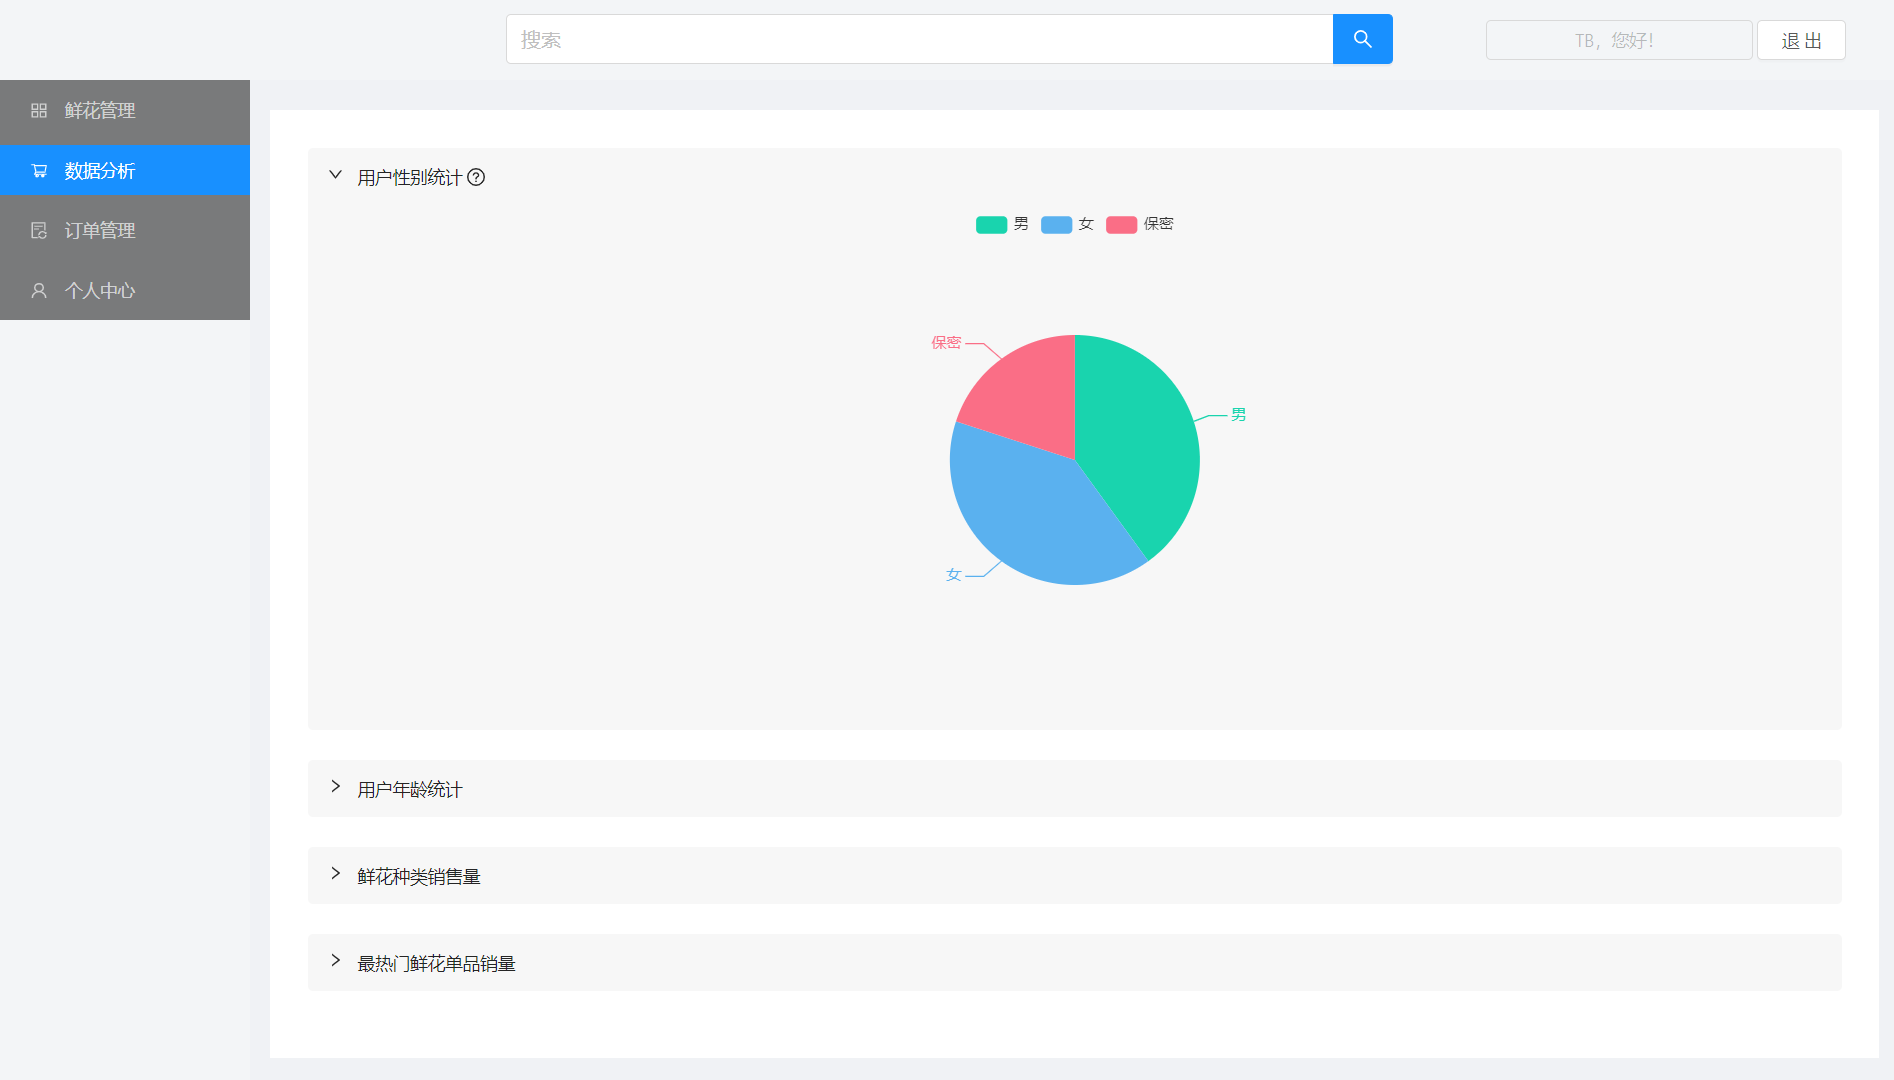 搜索
TB，您好！
退 出
鲜花管理
数据分析
订单管理
个人中心
用户性别统计
男 女 保密
保密
男
女
用户年龄统计
鲜花种类销售量
最热门鲜花单品销量